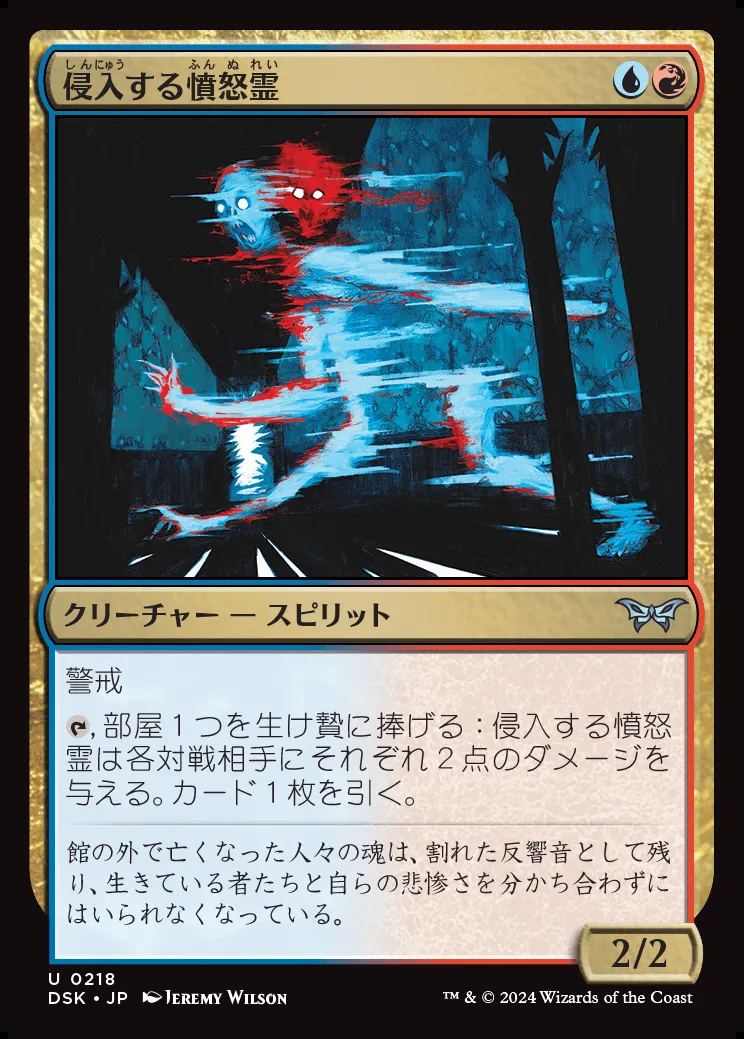 しんにゅう ふんぬれい
侵入する憤怒霊
クリーチャー — スピリット
警戒
,部屋1つを生け贄に捧げる:侵入する憤怒
霊は各対戦相手にそれぞれ2点のダメージを
与える。カード1枚を引く。
館の外で亡くなった人々の魂は、割れた反響音として残
り、生きている者たちと自らの悲惨さを分かち合わずに
はいられなくなっている。
2/2
U 0218
DSK • JP Jeremy Wilson
™ & © 2024 Wizards of the Coast